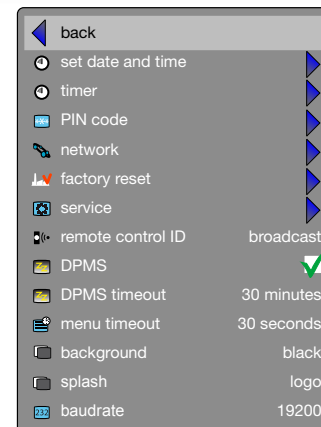 back
set date and time
timer
PIN code
network
factory reset
service
remote control ID broadcast
DPMS
DPMS timeout 30 minutes
menu timeout 30 seconds
background black
splash logo
232 baudrate 19200